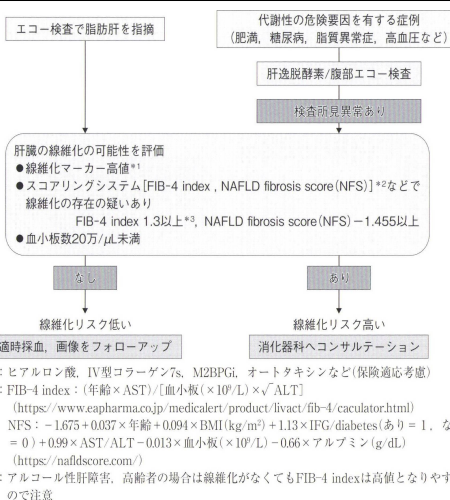 エコー検査で脂肪肝を指摘
代謝性の危険要因を有する症例
(肥満，糖尿病，脂質異常症，高血圧など)
肝逸脱酵素/腹部エコー検査
検査所見異常あり
肝臓の線維化の可能性を評価
●線維化マーカー高値*1
●スコアリングシステム[FIB-4 index , NAFLD fibrosis score(NFS)]*2などで
線維化の存在の疑いあり
FIB-4 index 1.3以上*3，NAFLD fibrosis score(NFS)−1.455以上
●血小板数20万/μL未満
なし
あり
線維化リスク低い
線維化リスク高い
適時採血，画像をフォローアップ
消化器科へコンサルテーション
：ヒアルロン酸，Ⅳ型コラーゲン7s，M2BPGi，オートタキシンなど(保険適応考慮)
：FIB-4 index：(年齢×AST)/[血小板(×10⁹/L)×√ALT]
(https://www.eapharma.co.jp/medicalert/product/livact/fib-4/caculator.html)
NFS：−1.675＋0.037×年齢＋0.094×BMI(kg/m²)＋1.13×IFG/diabetes(あり＝1，な
＝0)＋0.99×AST/ALT−0.013×血小板(×10⁹/L)−0.66×アルブミン(g/dL)
(https://nafldscore.com/)
：アルコール性肝障害，高齢者の場合は線維化がなくてもFIB-4 indexは高値となりやす
ので注意